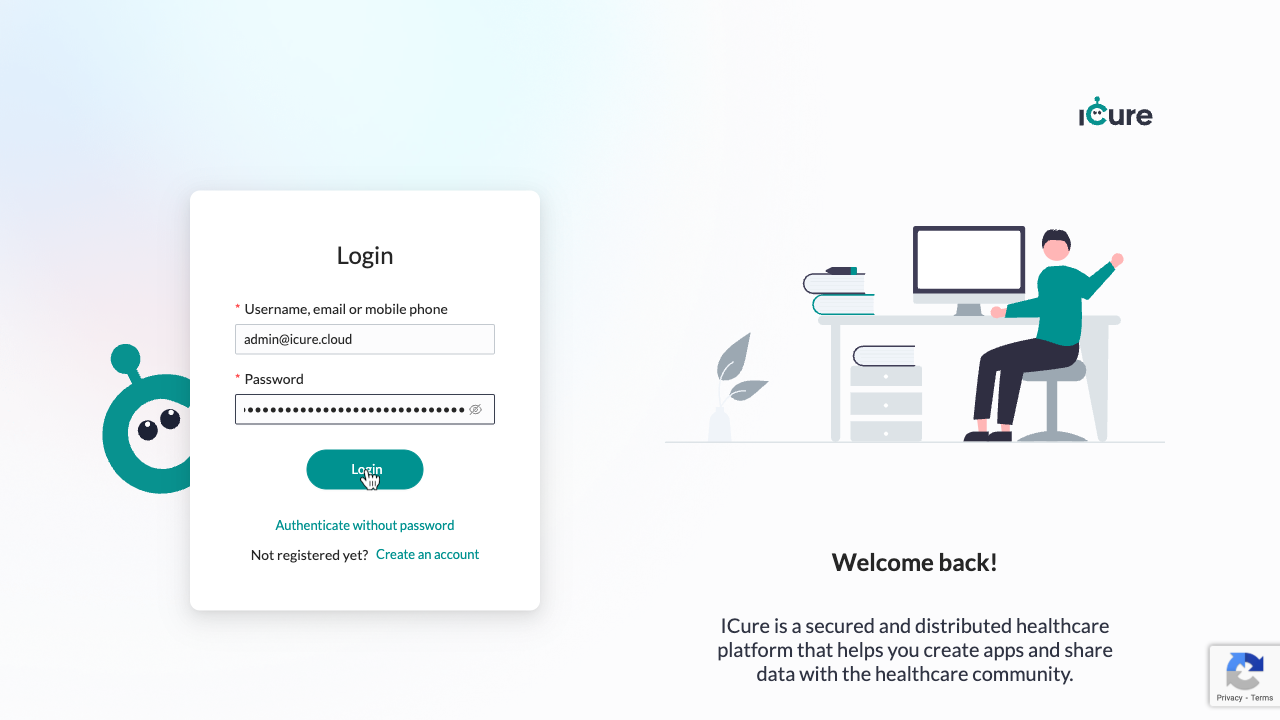 iCure
Login
* Username, email or mobile phone
admin@icure.cloud
* Password
Login
Authenticate without password
Not registered yet? Create an account
Welcome back!
ICure is a secured and distributed healthcare
platform that helps you create apps and share
data with the healthcare community.
Privacy - Terms